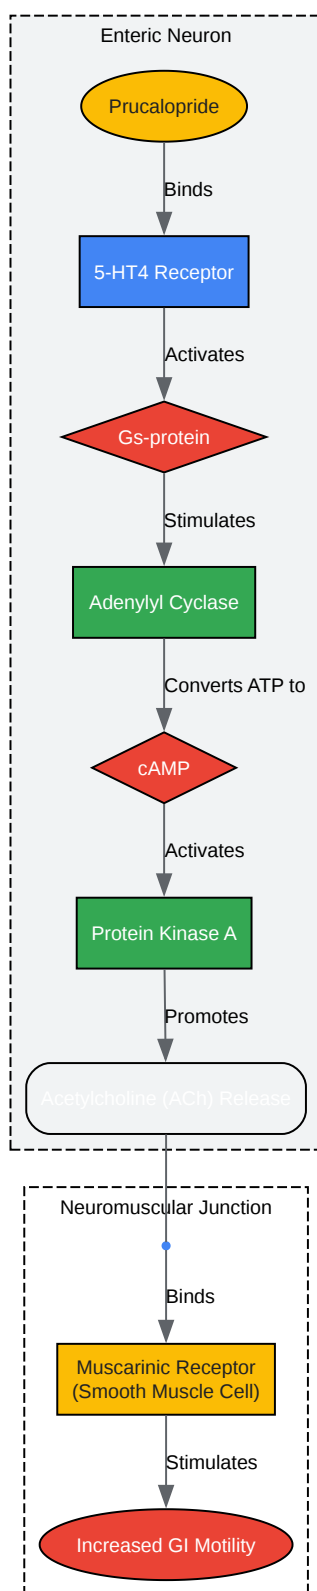 Enteric Neuron
Prucalopride
Binds
5-HT4 Receptor
Activates
Gs-protein
Stimulates
Adenylyl Cyclase
Converts ATP to
cAMP
Activates
Protein Kinase A
Promotes
Acetylcholine (ACh) Release
Neuromuscular Junction
Binds
Muscarinic Receptor
(Smooth Muscle Cell)
Stimulates
Increased GI Motility